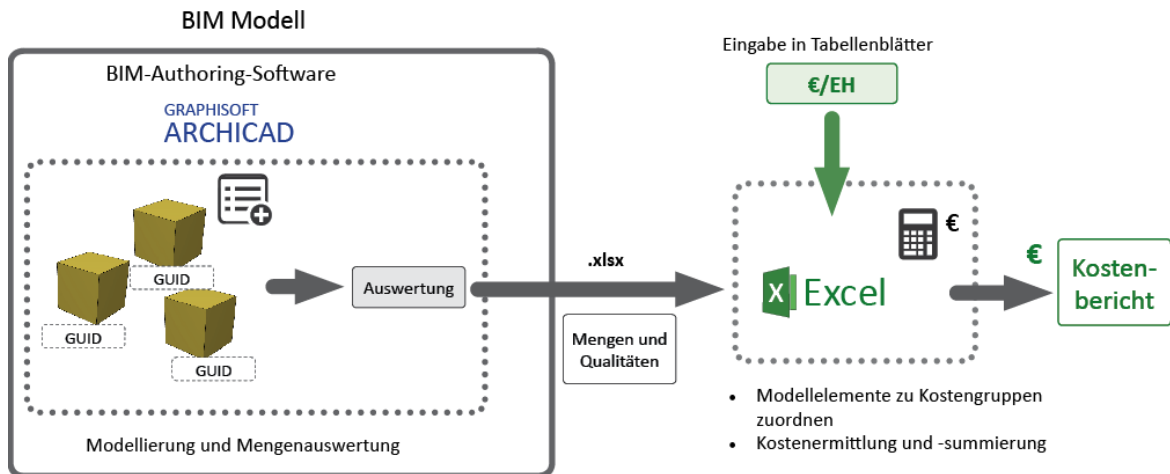 BIM Modell
BIM-Authoring-Software
GRAPHISOFT
ARCHICAD
GUID
GUID
GUID
Auswertung
Modellierung und Mengenauswertung
.xlsx
Mengen und
Qualitäten
Eingabe in Tabellenblätter
€/EH
€
X Excel
• Modellelemente zu Kostengruppen
zuordnen
• Kostenermittlung und -summierung
€
Kosten-
bericht